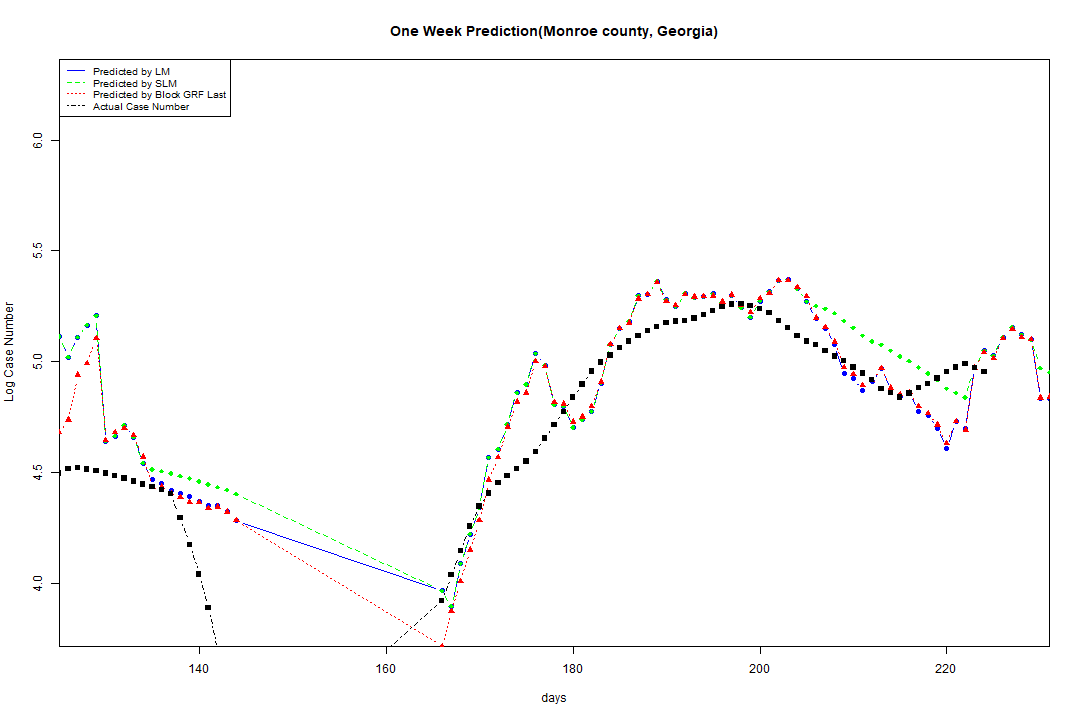 One Week Prediction(Monroe county, Georgia)
Predicted by LM
Predicted by SLM
Predicted by Block GRF Last
Actual Case Number
6.0
5.5
5.0
4.5
4.0
Log Case Number
140 160 180 200 220
days